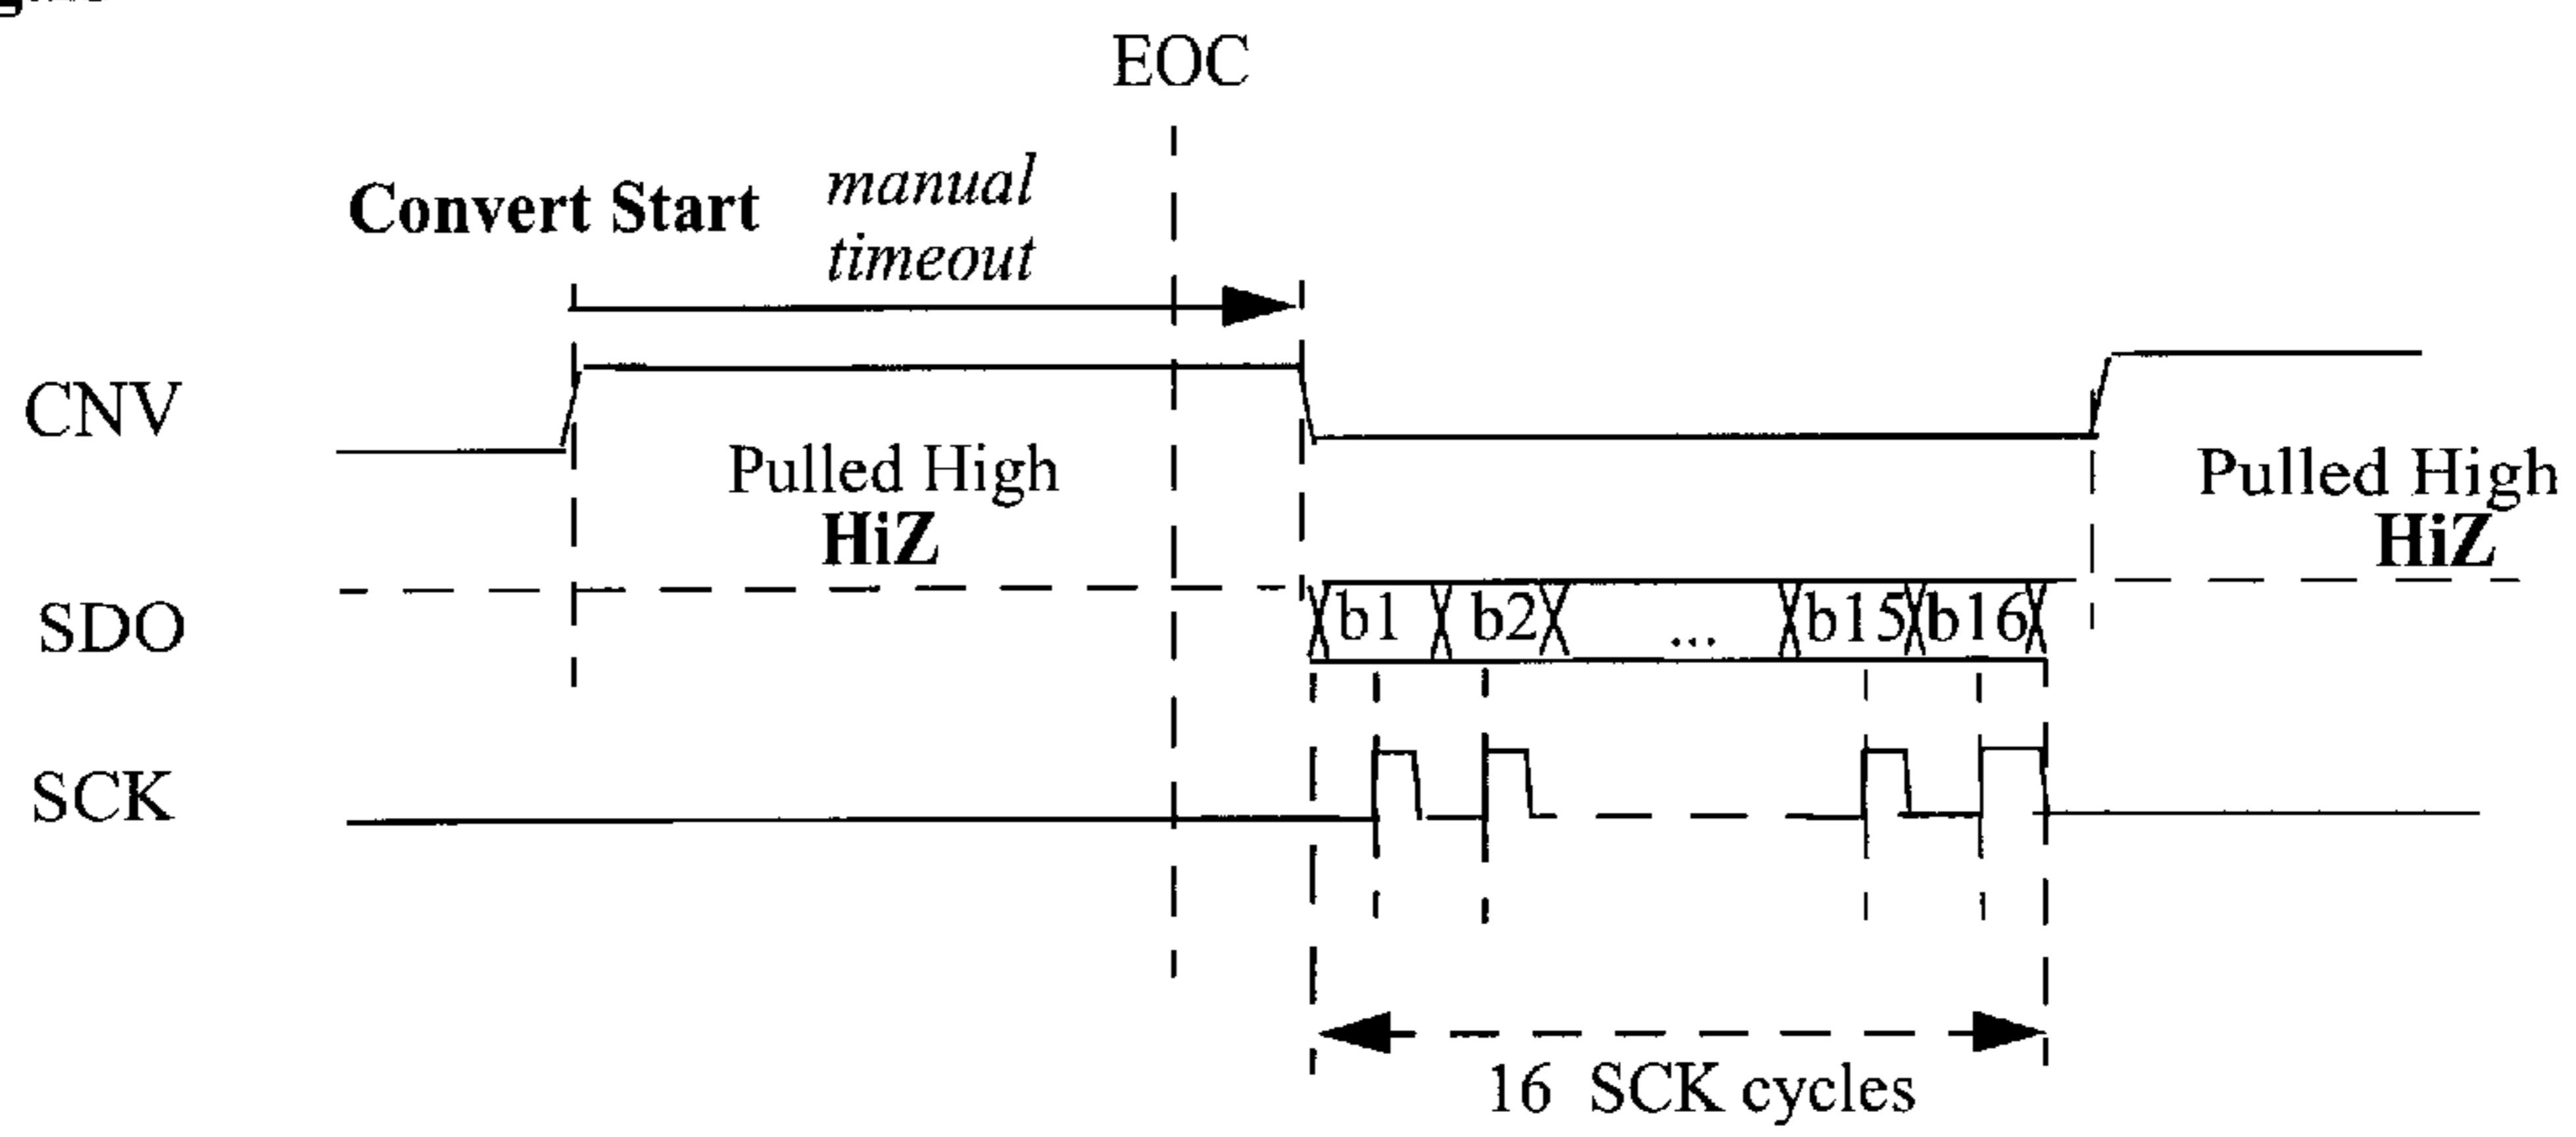 EOC
Convert Start
manual
timeout
CNV
Pulled High
HiZ
Pulled High
HiZ
SDO
b1
b2
...
b15
b16
SCK
16 SCK cycles